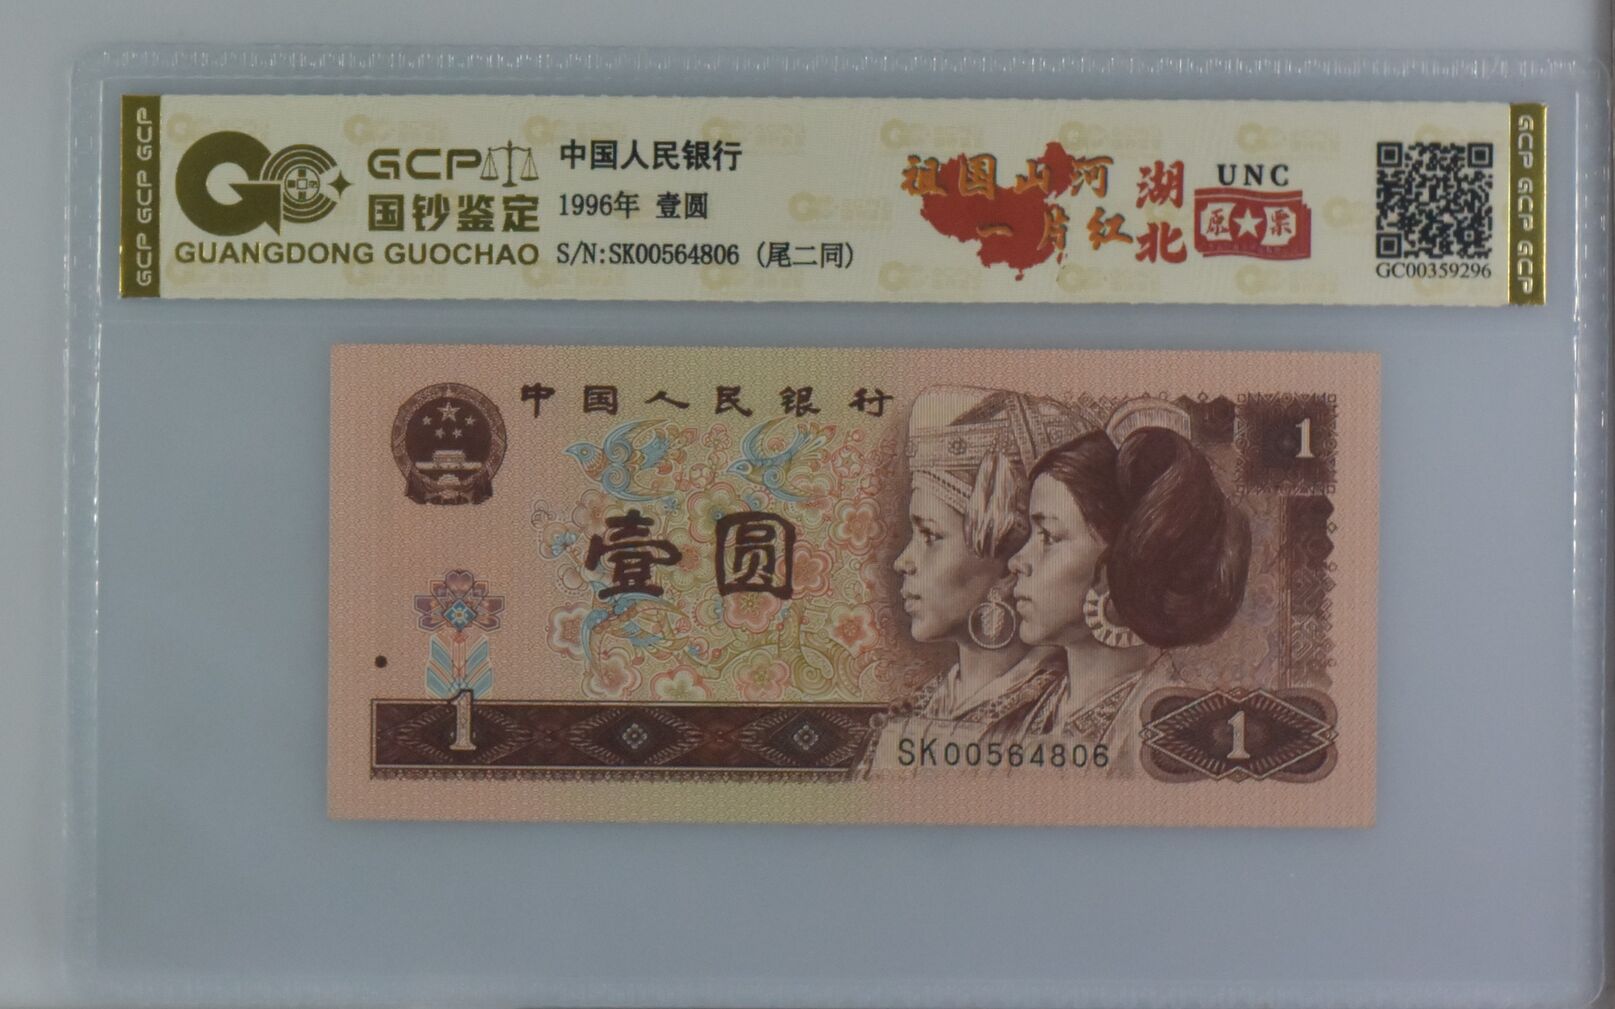 GCP GCP GCP
GCP
国钞鉴定
GUANGDONG GUOCHAO
中国人民银行
1996年 壹圆
S/N:SK00564806 (尾二同)
祖国山河
一片红
湖北
UNC
原★票
GC00359296
GCP GCP GCP
中国人民银行
1
壹圆
1
SK00564806
1